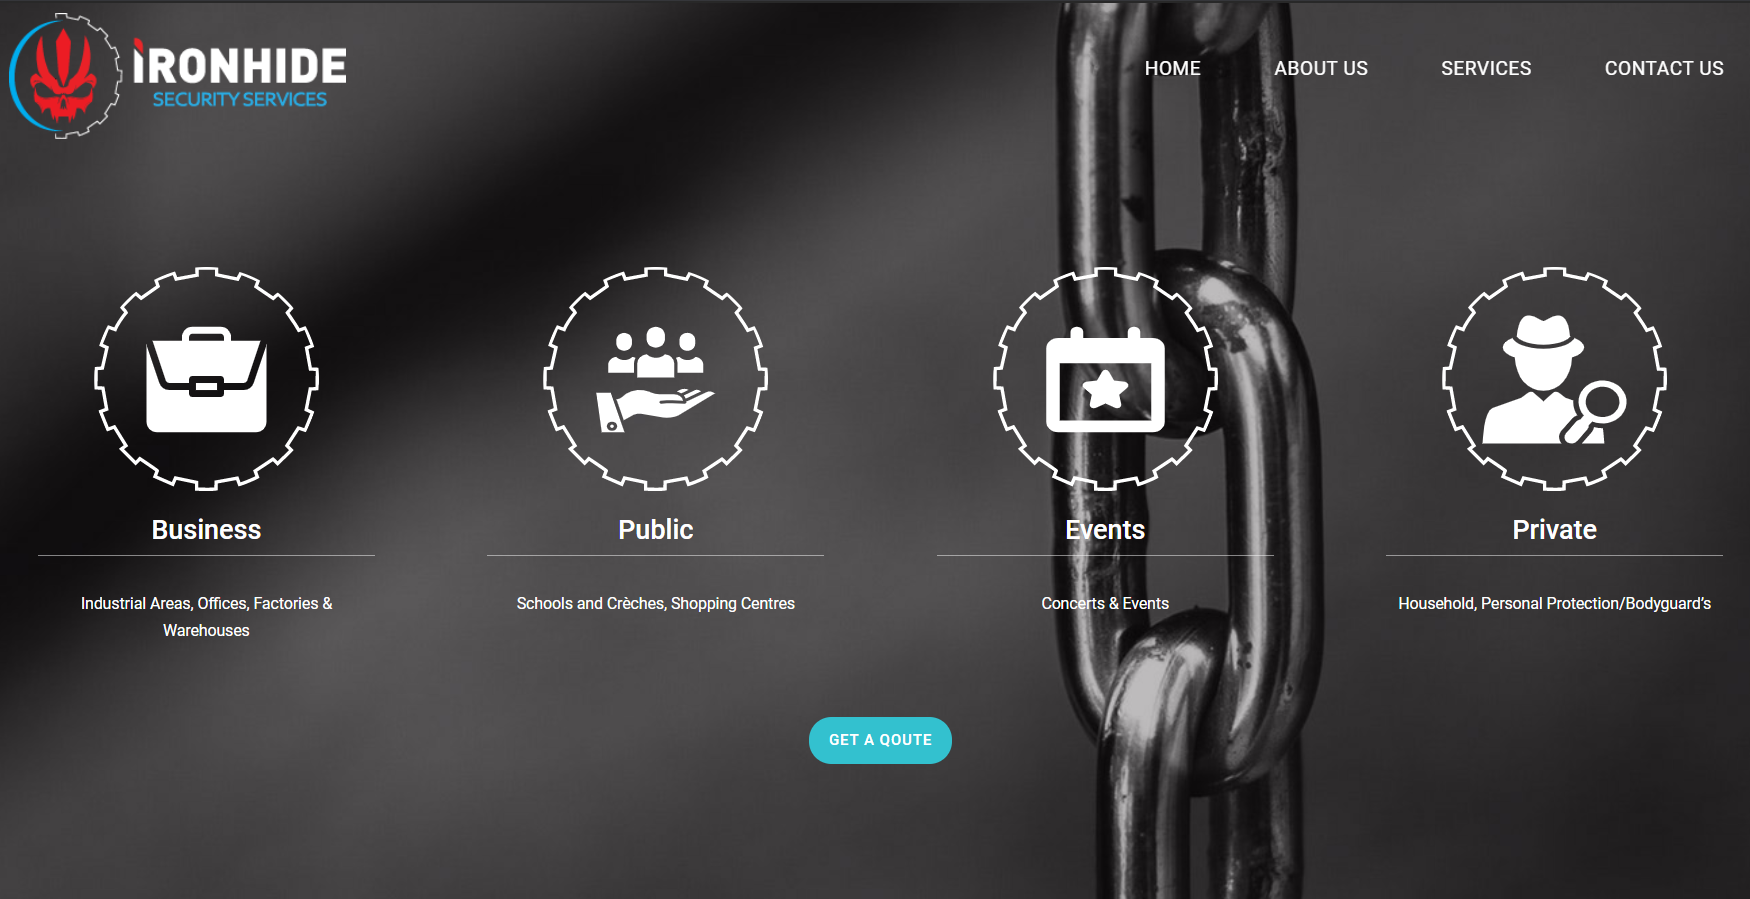 IRONHIDE
SECURITY SERVICES
HOME
ABOUT US
SERVICES
CONTACT US
Business
Industrial Areas, Offices, Factories &
Warehouses
Public
Schools and Crèches, Shopping Centres
Events
Concerts & Events
Private
Household, Personal Protection/Bodyguard’s
GET A QOUTE